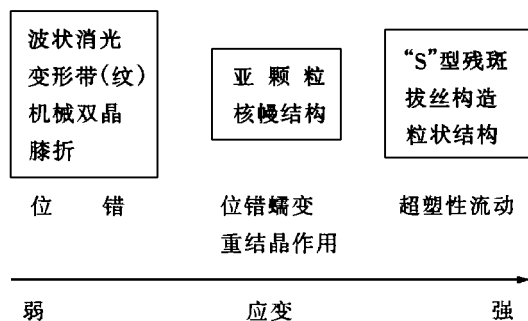 波状消光
变形带(纹)
机械双晶
膝折
亚颗粒
核幔结构
“S”型残斑
拔丝构造
粒状结构
位错
位错蠕变
重结晶作用
超塑性流动
弱
应变
强